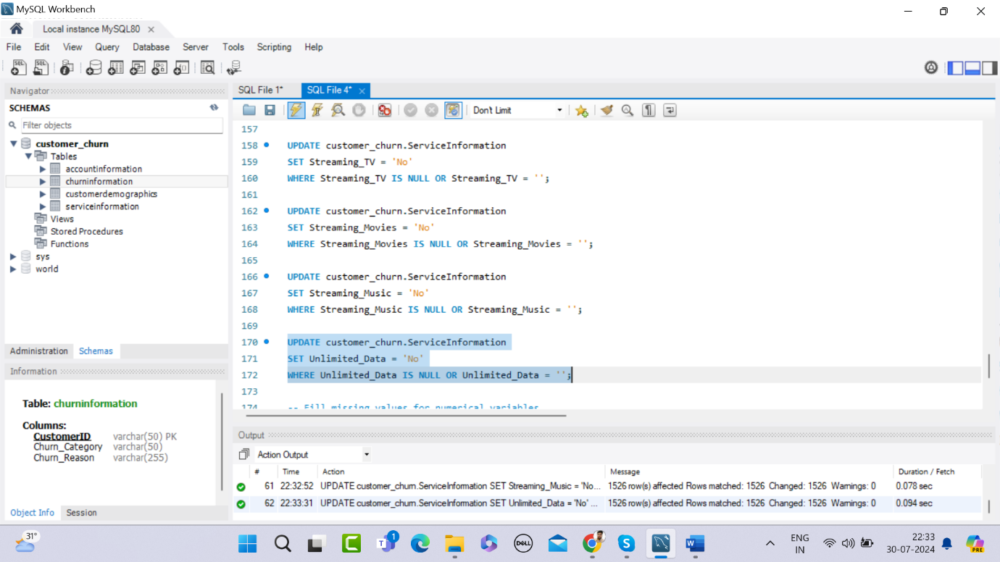 MySQL Workbench
Local instance MySQL80
File Edit View Query Database Server Tools Scripting Help
Navigator
SCHEMAS
Filter objects
customer_churn
Tables
accountinformation
churninformation
customerdemographics
serviceinformation
Views
Stored Procedures
Functions
sys
world
Administration Schemas
Information
Table: churninformation
Columns:
CustomerID varchar(50) PK
Churn_Category varchar(50)
Churn_Reason varchar(255)
Object Info Session
SQL File 1* SQL File 4*
Don't Limit
157
158 UPDATE customer_churn.ServiceInformation
159 SET Streaming_TV = 'No'
160 WHERE Streaming_TV IS NULL OR Streaming_TV = '';
161
162 UPDATE customer_churn.ServiceInformation
163 SET Streaming_Movies = 'No'
164 WHERE Streaming_Movies IS NULL OR Streaming_Movies = '';
165
166 UPDATE customer_churn.ServiceInformation
167 SET Streaming_Music = 'No'
168 WHERE Streaming_Music IS NULL OR Streaming_Music = '';
169
170 UPDATE customer_churn.ServiceInformation
171 SET Unlimited_Data = 'No'
172 WHERE Unlimited_Data IS NULL OR Unlimited_Data = '';
173
174 -- Fill missing values for numerical variables
Output
Action Output
# Time Action Message Duration / Fetch
61 22:32:52 UPDATE customer_churn.ServiceInformation SET Streaming_Music = 'No... 1526 row(s) affected Rows matched: 1526 Changed: 1526 Warnings: 0 0.078 sec
62 22:33:31 UPDATE customer_churn.ServiceInformation SET Unlimited_Data = 'No' ... 1526 row(s) affected Rows matched: 1526 Changed: 1526 Warnings: 0 0.094 sec
31°
1
DELL
ENG
IN
22:33
30-07-2024
PRE